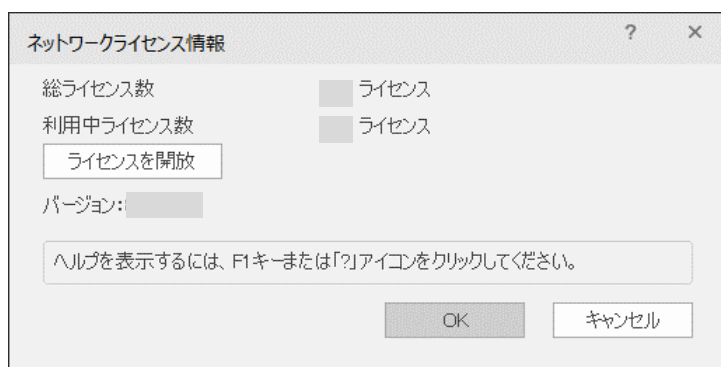 ネットワークライセンス情報 ? ×
総ライセンス数 ライセンス
利用中ライセンス数 ライセンス
ライセンスを開放
バージョン:
ヘルプを表示するには、F1キーまたは「?」アイコンをクリックしてください。
OK キャンセル